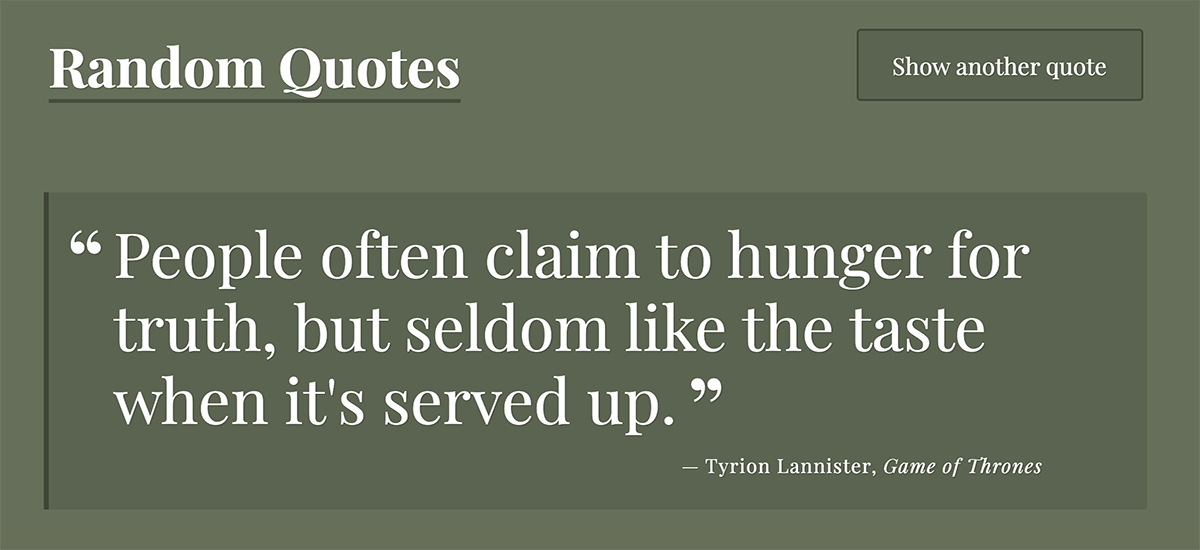 Random Quotes
Show another quote
“People often claim to hunger for
truth, but seldom like the taste
when it's served up.”
— Tyrion Lannister, Game of Thrones